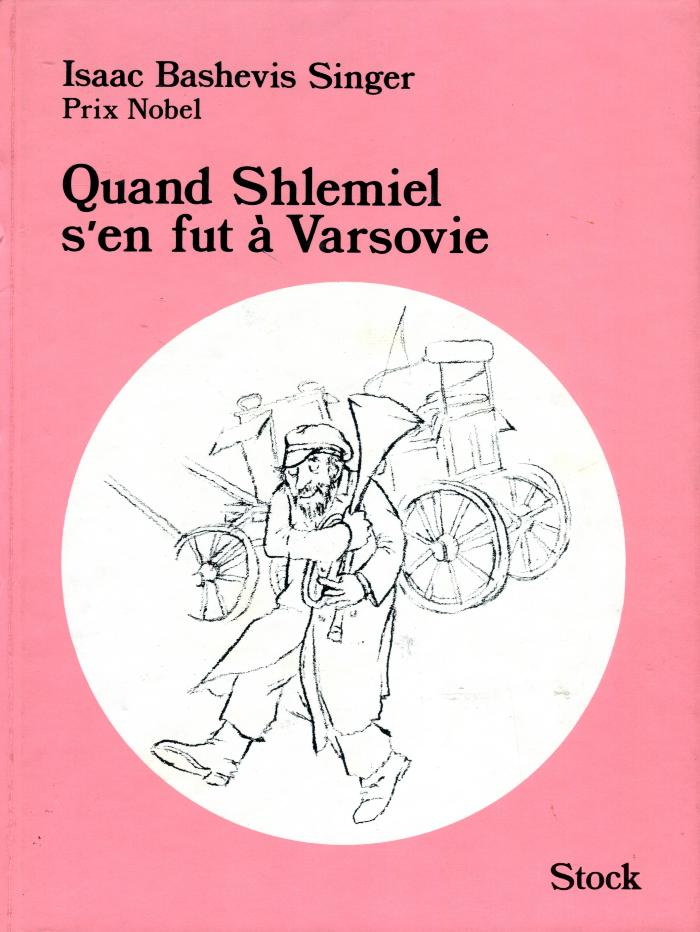 Isaac Bashevis Singer
Prix Nobel
Quand Shlemiel
s'en fut à Varsovie
Stock